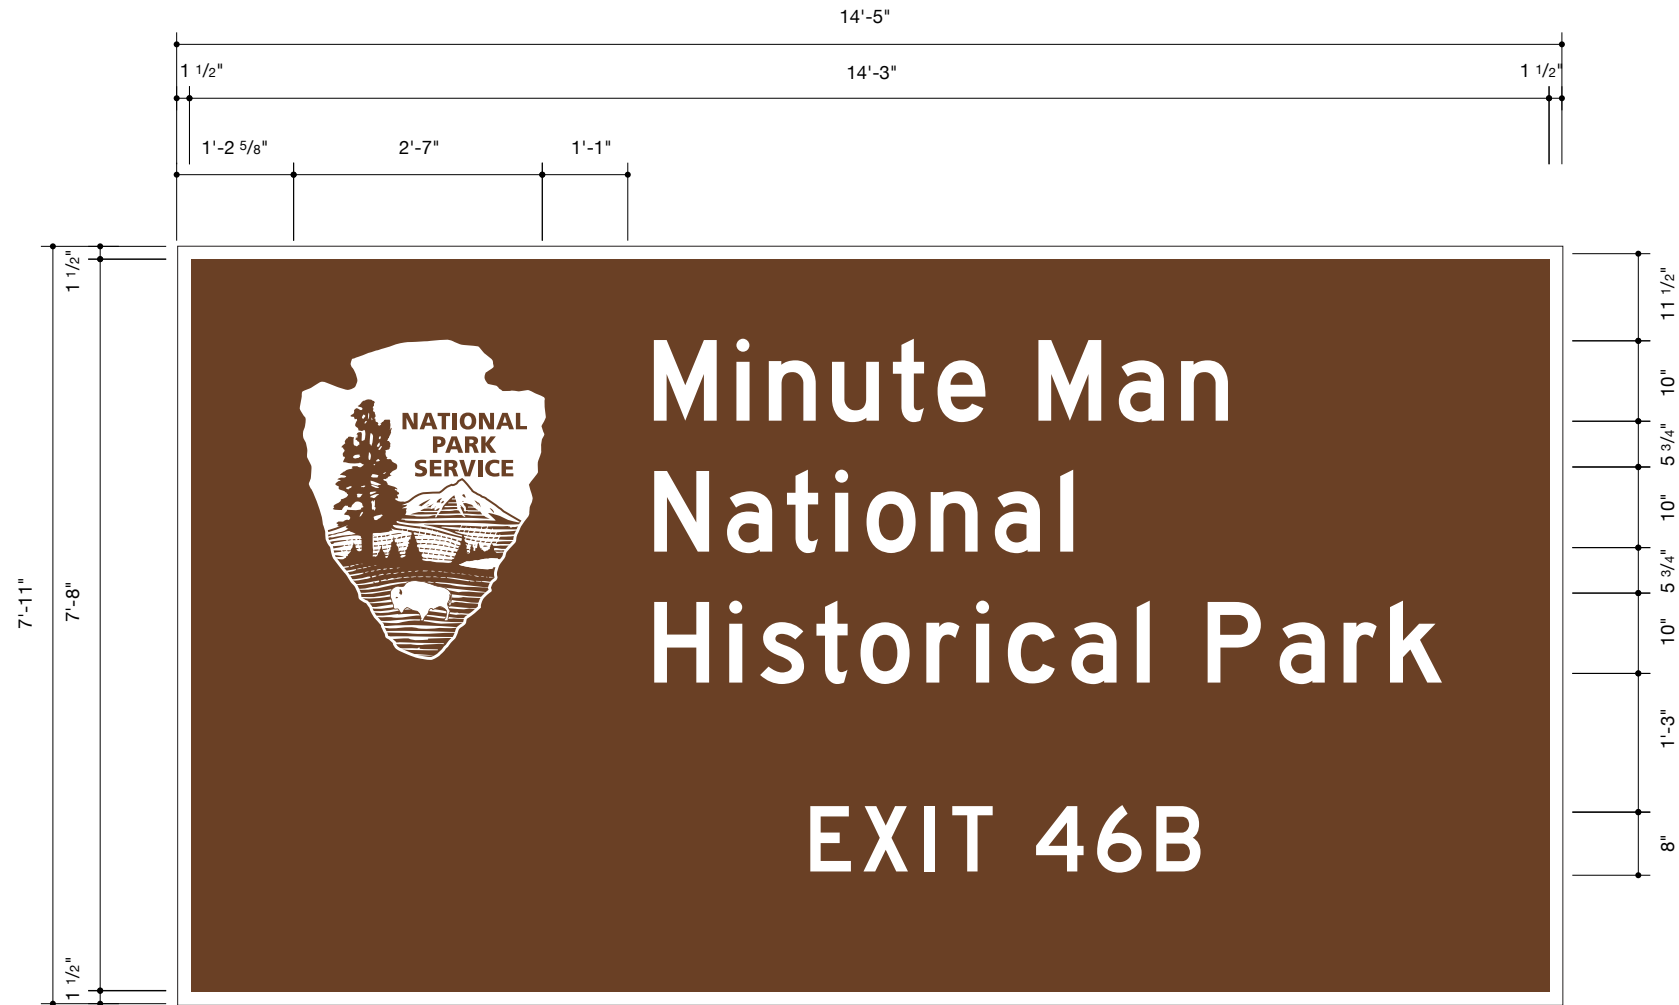 14'-5"
1 1/2" 14'-3" 1 1/2"
1'-2 5/8" 2'-7" 1'-1"
7'-11"
1 1/2"
7'-8"
1 1/2"
NATIONAL
PARK
SERVICE
Minute Man
National
Historical Park
EXIT 46B
11 1/2"
10"
5 3/4"
10"
5 3/4"
10"
1'-3"
8"